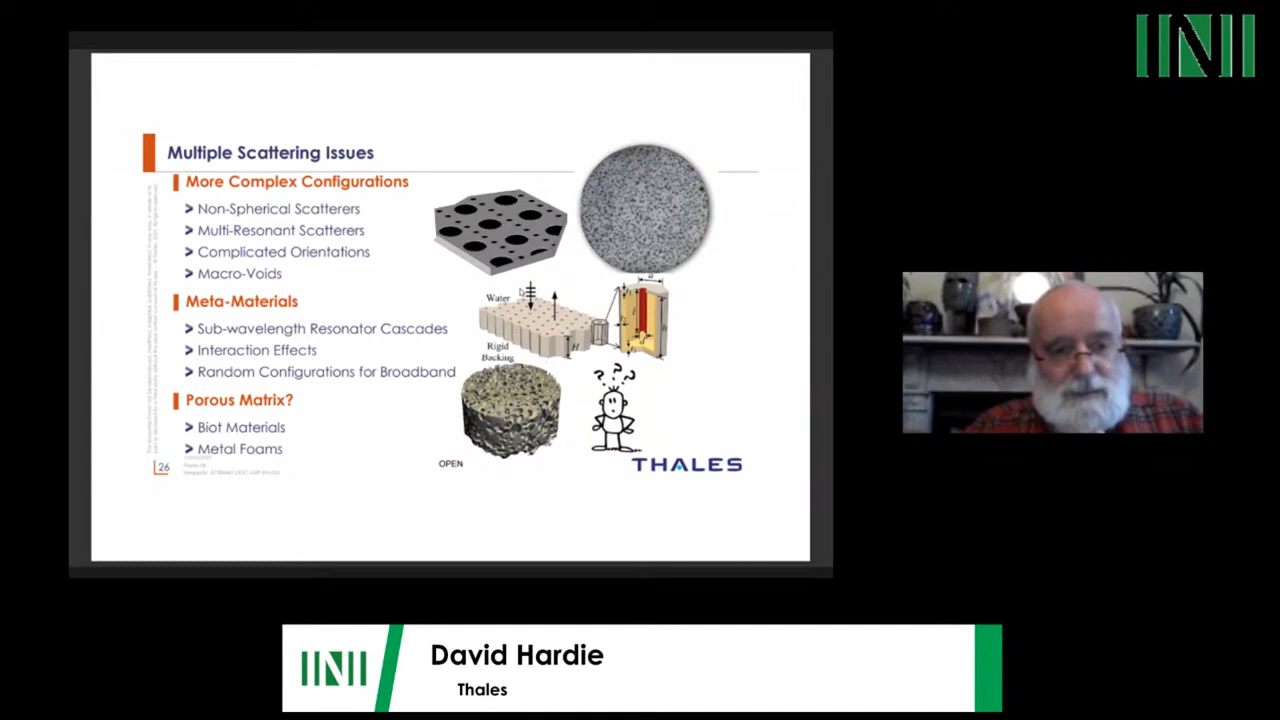 INI
Multiple Scattering Issues
More Complex Configurations
Non-Spherical Scatterers
Multi-Resonant Scatterers
Complicated Orientations
Macro-Voids
Meta-Materials
Sub-wavelength Resonator Cascades
Interaction Effects
Random Configurations for Broadband
Porous Matrix?
Biot Materials
Metal Foams
26
Water
Rigid
Backing
H
a
h
? ? ?
OPEN
THALES
INI
David Hardie
Thales